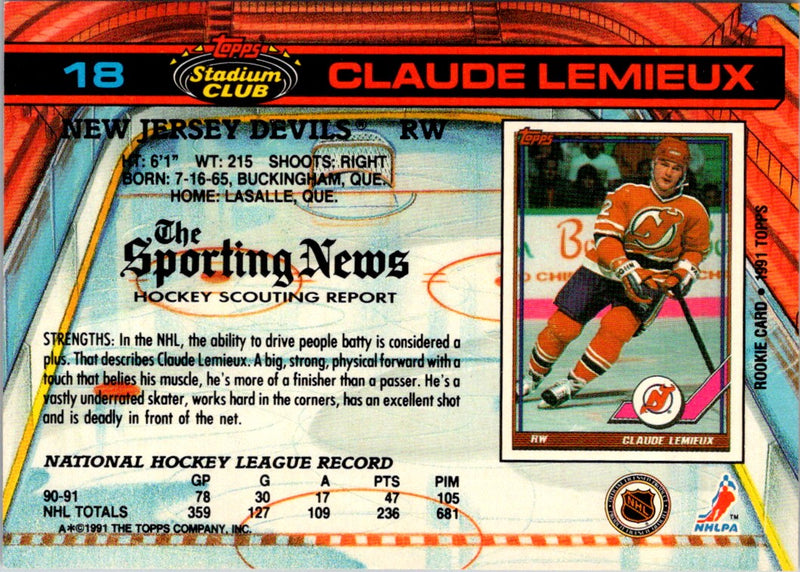 18
Topps
Stadium
CLUB
CLAUDE LEMIEUX
NEW JERSEY DEVILS® RW
HT: 6'1" WT: 215 SHOOTS: RIGHT
BORN: 7-16-65, BUCKINGHAM, QUE.
HOME: LASALLE, QUE.
The
Sporting News
HOCKEY SCOUTING REPORT
STRENGTHS: In the NHL, the ability to drive people batty is considered a
plus. That describes Claude Lemieux. A big, strong, physical forward with a
touch that belies his muscle, he's more of a finisher than a passer. He's a
vastly underrated skater, works hard in the corners, has an excellent shot
and is deadly in front of the net.
NATIONAL HOCKEY LEAGUE RECORD
GP G A PTS PIM
90-91 78 30 17 47 105
NHL TOTALS 359 127 109 236 681
A*©1991 THE TOPPS COMPANY, INC.
Topps
RW CLAUDE LEMIEUX
ROOKIE CARD • 1991 TOPPS
NHL
NHLPA
TM